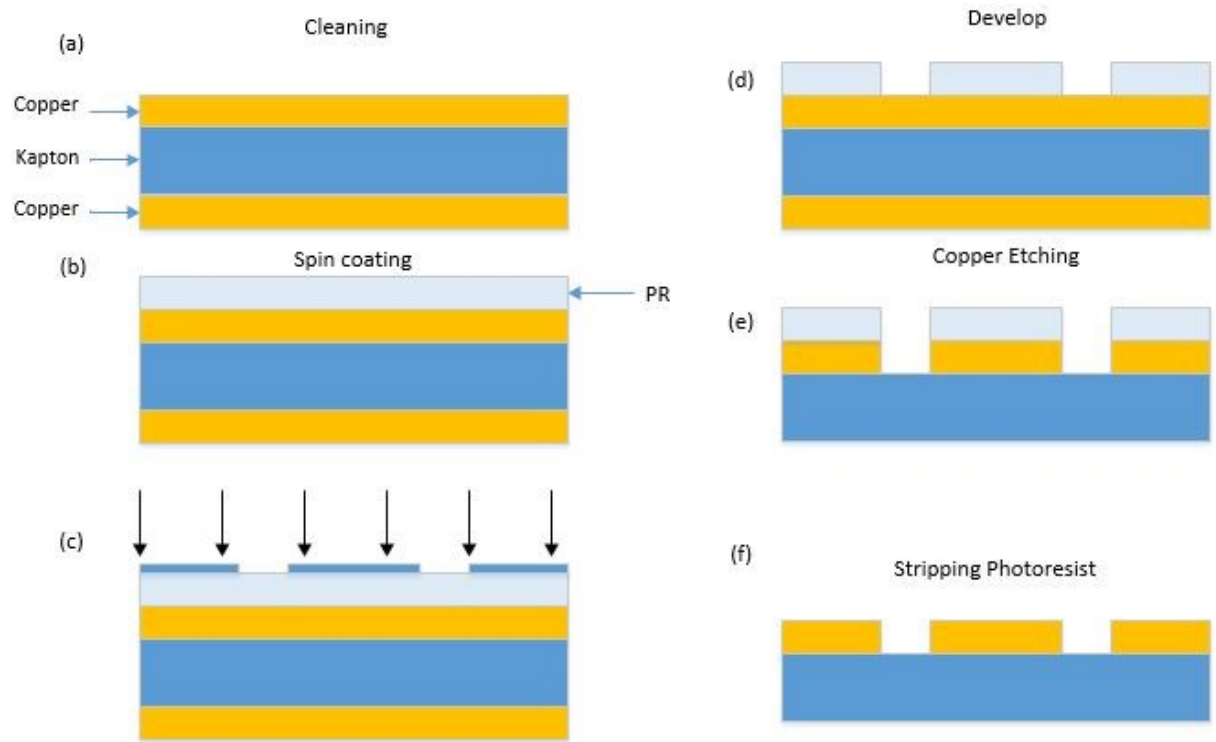 (a)
Cleaning
Copper
Kapton
Copper
(b)
Spin coating
PR
(c)
Develop
(d)
Copper Etching
(e)
(f)
Stripping Photoresist